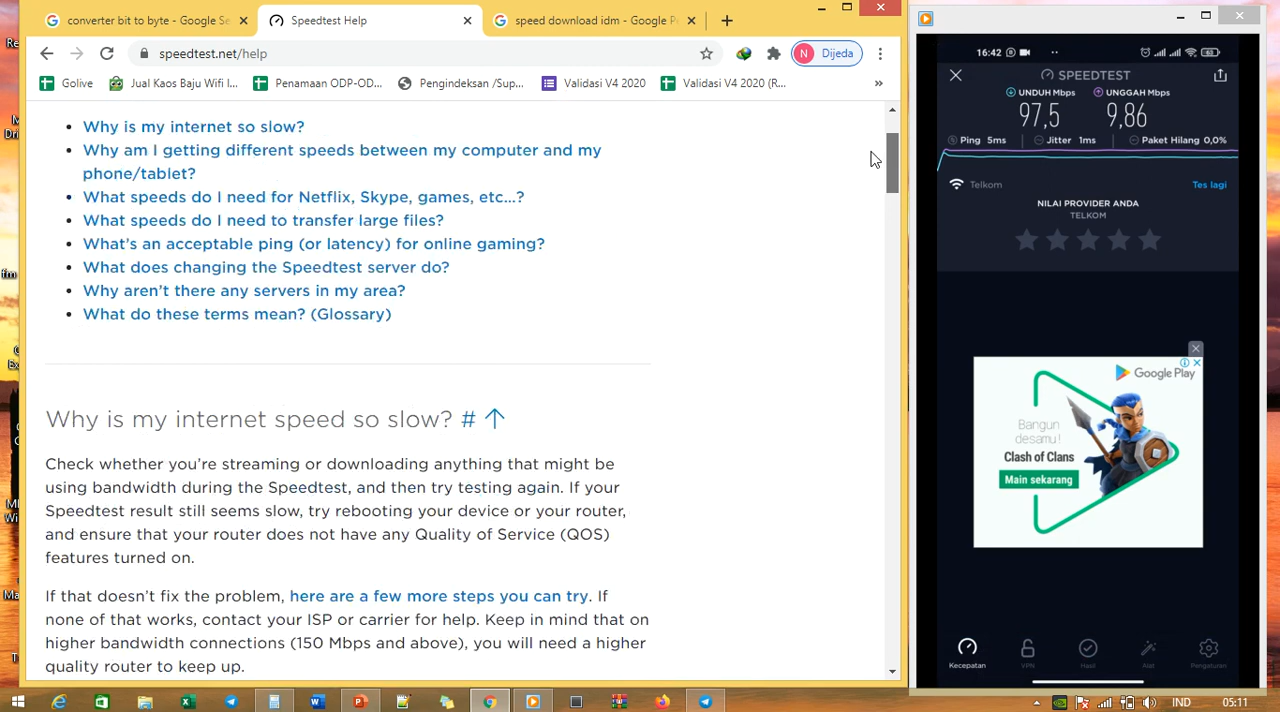 converter bit to byte - Google Se
Speedtest Help
speed download idm - Google P
speedtest.net/help
N Dijeda
Golive
Jual Kaos Baju Wifi I...
Penamaan ODP-OD...
Pengindeksan /Sup...
Validasi V4 2020
Validasi V4 2020 (R...
»
Why is my internet so slow?
Why am I getting different speeds between my computer and my
phone/tablet?
What speeds do I need for Netflix, Skype, games, etc...?
What speeds do I need to transfer large files?
What's an acceptable ping (or latency) for online gaming?
What does changing the Speedtest server do?
Why aren't there any servers in my area?
What do these terms mean? (Glossary)
Why is my internet speed so slow? # ↑
Check whether you're streaming or downloading anything that might be
using bandwidth during the Speedtest, and then try testing again. If your
Speedtest result still seems slow, try rebooting your device or your router,
and ensure that your router does not have any Quality of Service (QOS)
features turned on.
If that doesn't fix the problem, here are a few more steps you can try. If
none of that works, contact your ISP or carrier for help. Keep in mind that on
higher bandwidth connections (150 Mbps and above), you will need a higher
quality router to keep up.
16:42
SPEEDTEST
UNDUH Mbps UNGGAH Mbps
97,5 9,86
Ping 5ms Jitter 1ms Paket Hilang 0,0%
Telkom Tes lagi
NILAI PROVIDER ANDA
TELKOM
Google Play
Bangun
desamu!
Clash of Clans
Main sekarang
Kecepatan VPN Hasil Alat Pengaturan
IND 05:11